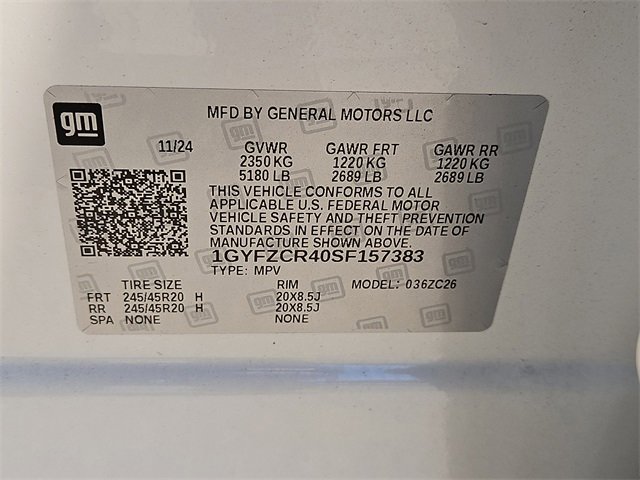 gm
MFD BY GENERAL MOTORS LLC
11/24 GVWR GAWR FRT GAWR RR
2350 KG 1220 KG 1220 KG
5180 LB 2689 LB 2689 LB
THIS VEHICLE CONFORMS TO ALL
APPLICABLE U.S. FEDERAL MOTOR
VEHICLE SAFETY AND THEFT PREVENTION
STANDARDS IN EFFECT ON THE DATE OF
MANUFACTURE SHOWN ABOVE.
1GYFZCR40SF157383
TYPE: MPV
TIRE SIZE RIM MODEL: 036ZC26
FRT 245/45R20 H 20X8.5J
RR 245/45R20 H 20X8.5J
SPA NONE NONE